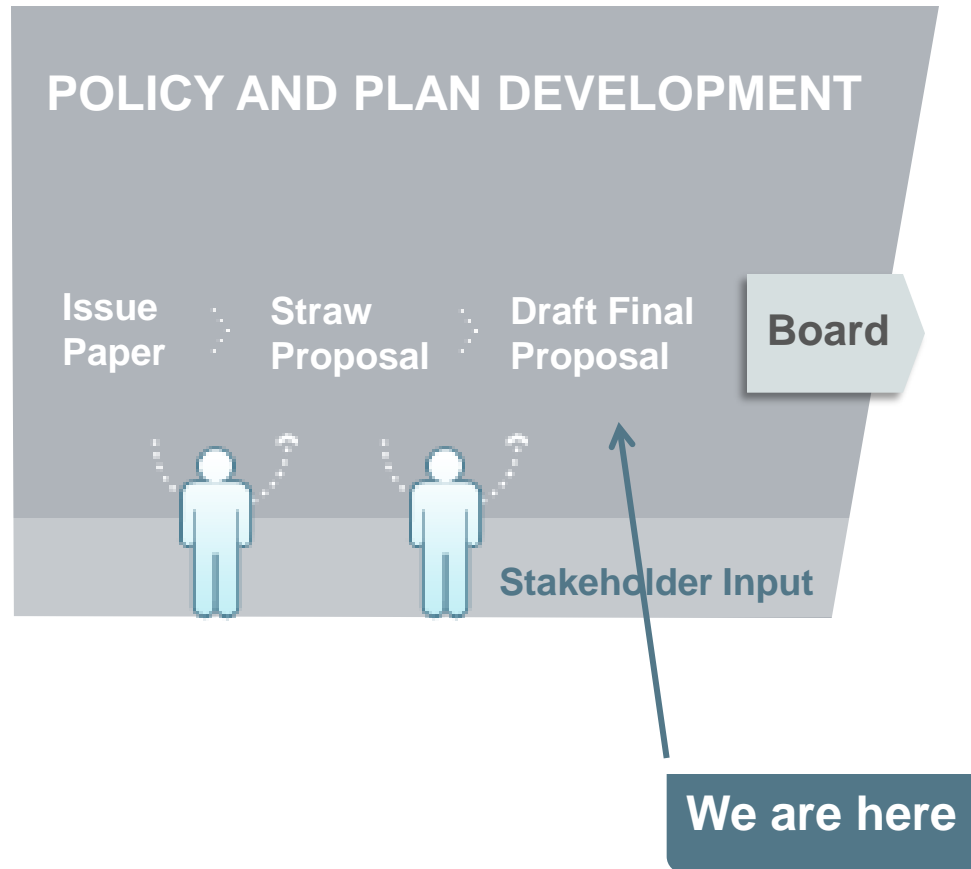 POLICY AND PLAN DEVELOPMENT
Issue
Paper
Straw
Proposal
Draft Final
Proposal
Board
Stakeholder Input
We are here